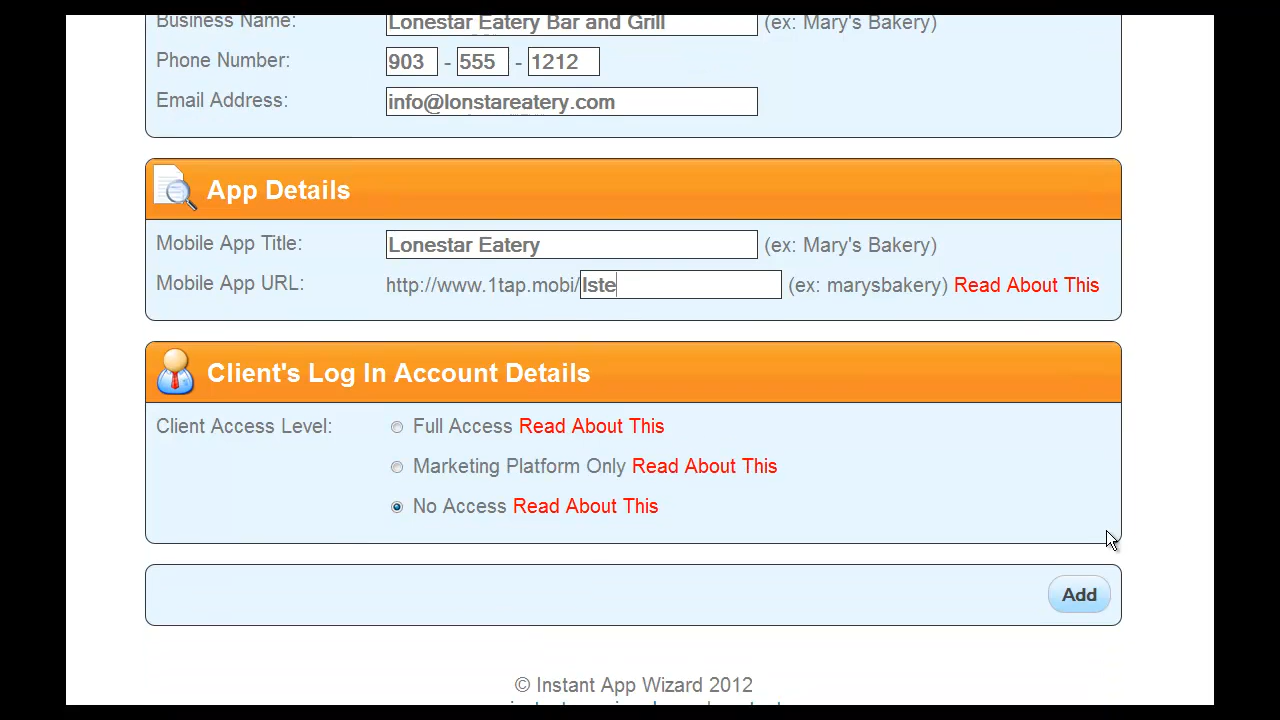 Business Name: Lonestar Eatery Bar and Grill (ex: Mary's Bakery)
Phone Number: 903 - 555 - 1212
Email Address: info@lonstareatery.com
App Details
Mobile App Title: Lonestar Eatery (ex: Mary's Bakery)
Mobile App URL: http://www.1tap.mobi/lste (ex: marysbakery) Read About This
Client's Log In Account Details
Client Access Level: Full Access Read About This
Marketing Platform Only Read About This
No Access Read About This
Add
© Instant App Wizard 2012